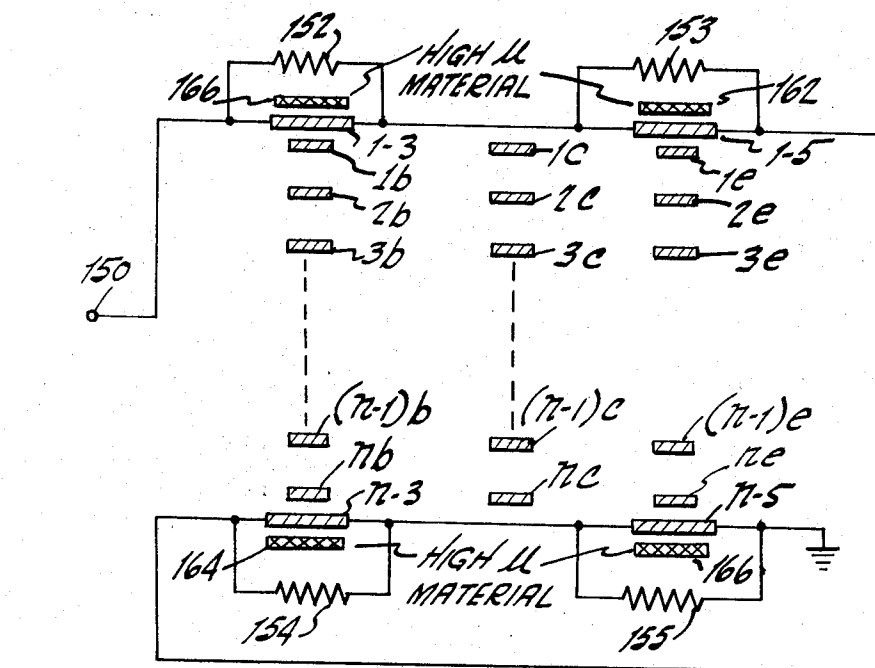 152
153
HIGH µ
MATERIAL
166
162
1-3
1c
1-5
1b
1e
2b
2c
2e
3b
3c
3e
150
(n-1)b
(n-1)c
(n-1)e
nb
nc
ne
n-3
n-5
164
HIGH µ
MATERIAL
166
154
155